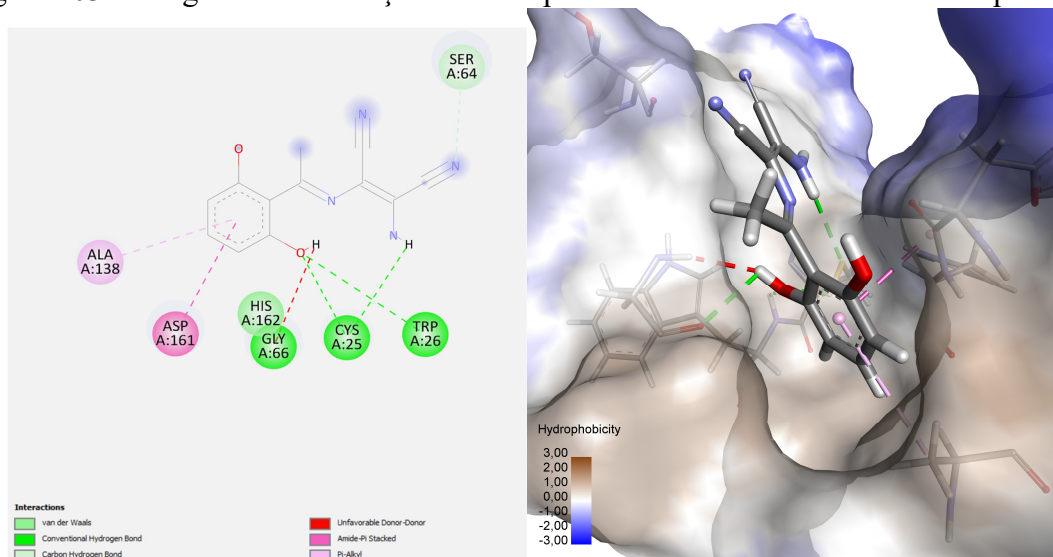 SER
A:64
N
N
O
N
N
H
O
H
ALA
A:138
ASP
A:161
HIS
A:162
GLY
A:66
CYS
A:25
TRP
A:26
Interactions
van der Waals
Conventional Hydrogen Bond
Carbon Hydrogen Bond
Unfavorable Donor-Donor
Amide-Pi Stacked
Pi-Alkyl
Hydrophobicity
3,00
2,00
1,00
0,00
-1,00
-2,00
-3,00